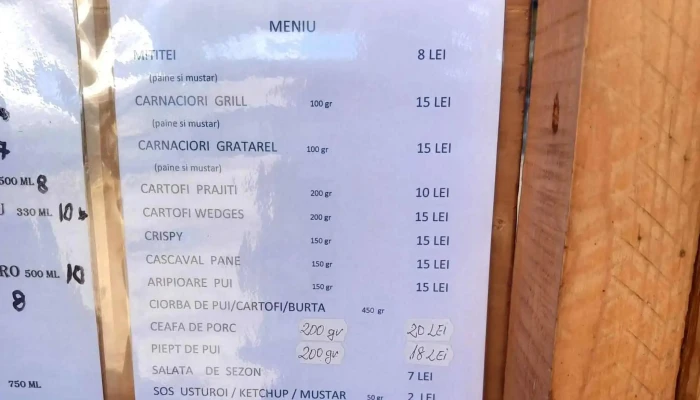 500 ML 8
330 ML 10
RO 500 ML 10
8
750 ML
MENIU
MITITEI 8 LEI
(paine si mustar)
CARNACIORI GRILL 100 gr 15 LEI
(paine si mustar)
CARNACIORI GRATAREL 100 gr 15 LEI
(paine si mustar)
CARTOFI PRAJITI 200 gr 10 LEI
CARTOFI WEDGES 200 gr 15 LEI
CRISPY 150 gr 15 LEI
CASCAVAL PANE 150 gr 15 LEI
ARIPIOARE PUI 150 gr 15 LEI
CIORBA DE PUI/CARTOFI/BURTA 450 gr
CEAFA DE PORC 200 gr 20 LEI
PIEPT DE PUI 200 gr 18 LEI
SALATA DE SEZON 7 LEI
SOS USTUROI / KETCHUP / MUSTAR 50 gr 2 LEI